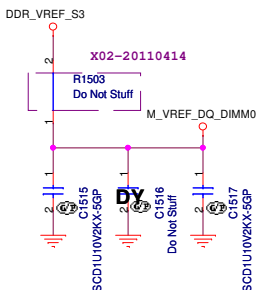 DDR_VREF_S3
X02-20110414
2
R1503
Do Not Stuff
1
M_VREF_DQ_DIMM0
1
2
C1515
SCD1U10V2KX-5GP
DY
1
2
C1516
Do Not Stuff
1
2
C1517
SCD1U10V2KX-5GP